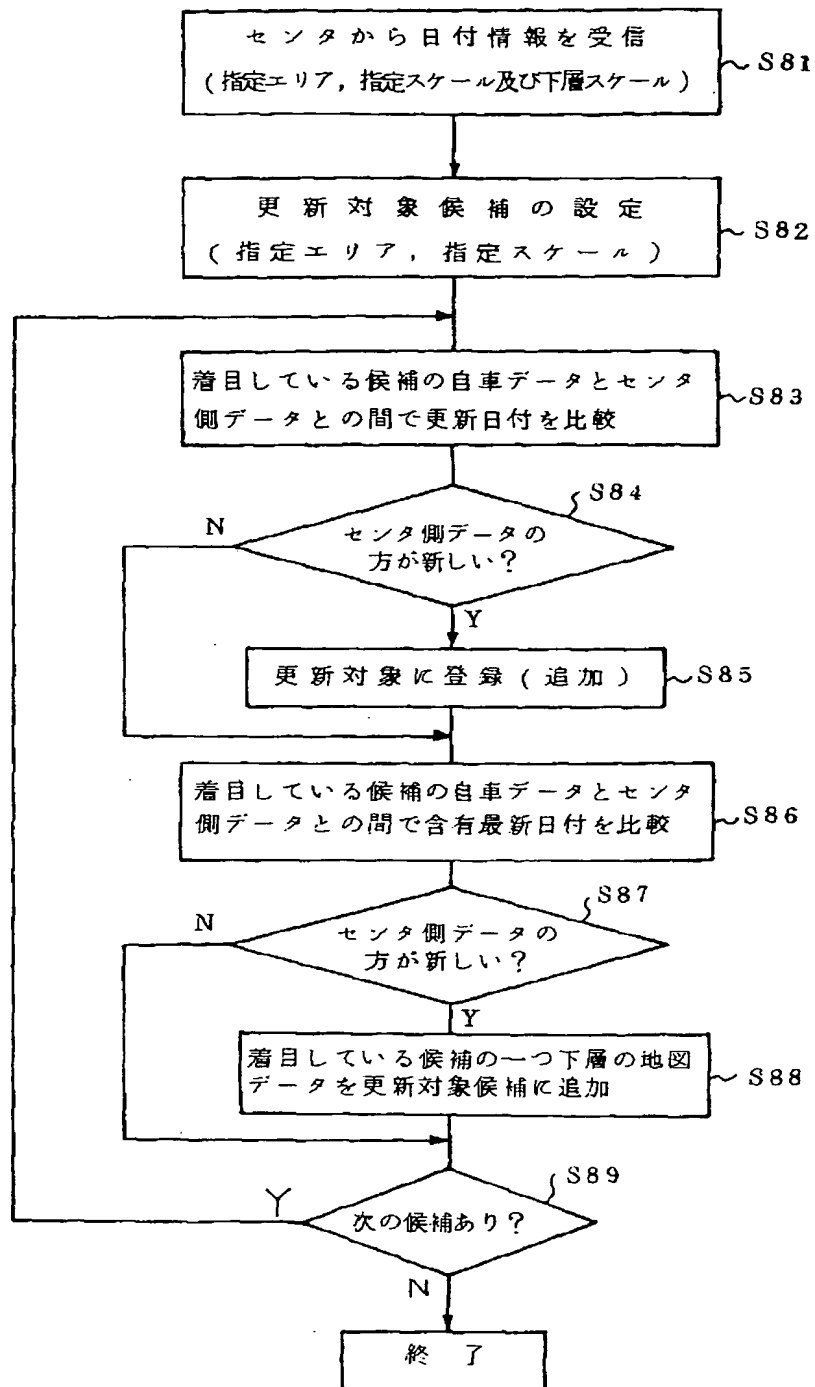 センタから日付情報を受信
(指定エリア,指定スケール及び下層スケール)
S81
更新対象候補の設定
(指定エリア,指定スケール)
S82
着目している候補の自車データとセンタ
側データとの間で更新日付を比較
S83
S84
N
センタ側データの
方が新しい?
Y
更新対象に登録(追加)
S85
着目している候補の自車データとセンタ
側データとの間で含有最新日付を比較
S86
S87
N
センタ側データの
方が新しい?
Y
着目している候補の一つ下層の地図
データを更新対象候補に追加
S88
S89
Y
次の候補あり?
N
終了